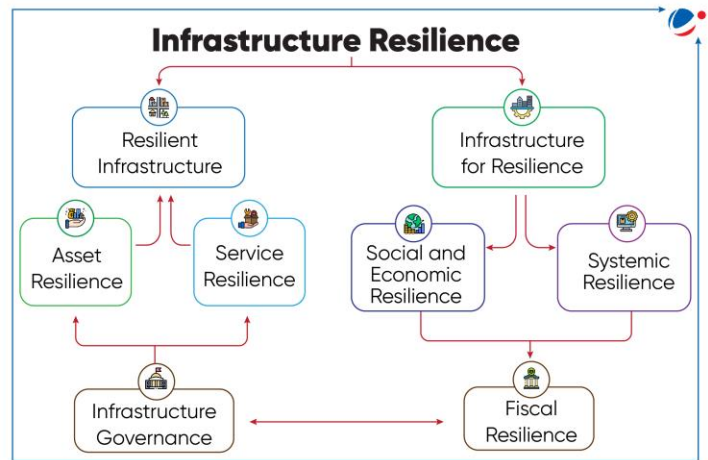 Infrastructure Resilience
Resilient
Infrastructure
Infrastructure
for Resilience
Asset
Resilience
Service
Resilience
Social and
Economic
Resilience
Systemic
Resilience
Infrastructure
Governance
Fiscal
Resilience